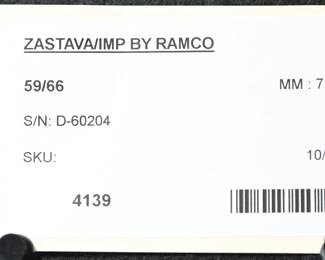 ZASTAVA/IMP BY RAMCO
59/66 MM : 7
S/N: D-60204
SKU: 10/
4139